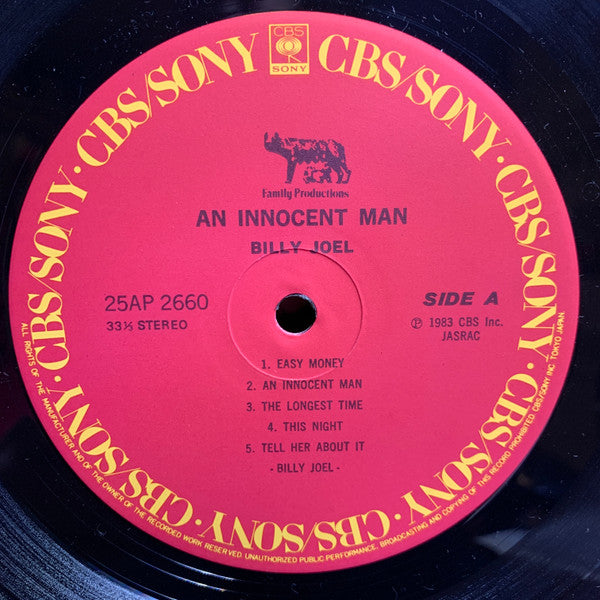 CBS/SONY · CBS/SONY · CBS/SONY · CBS/SONY · CBS/SONY · CBS/SONY ·
CBS
SONY
Family Productions
AN INNOCENT MAN
BILLY JOEL
25AP 2660
33⅓ STEREO
SIDE A
Ⓟ 1983 CBS Inc.
JASRAC
1. EASY MONEY
2. AN INNOCENT MAN
3. THE LONGEST TIME
4. THIS NIGHT
5. TELL HER ABOUT IT
- BILLY JOEL -
ALL RIGHTS OF THE MANUFACTURER AND OF THE OWNER OF THE RECORDED WORK RESERVED. UNAUTHORIZED PUBLIC PERFORMANCE, BROADCASTING AND COPYING OF THIS RECORD PROHIBITED. CBS/SONY INC. TOKYO JAPAN.